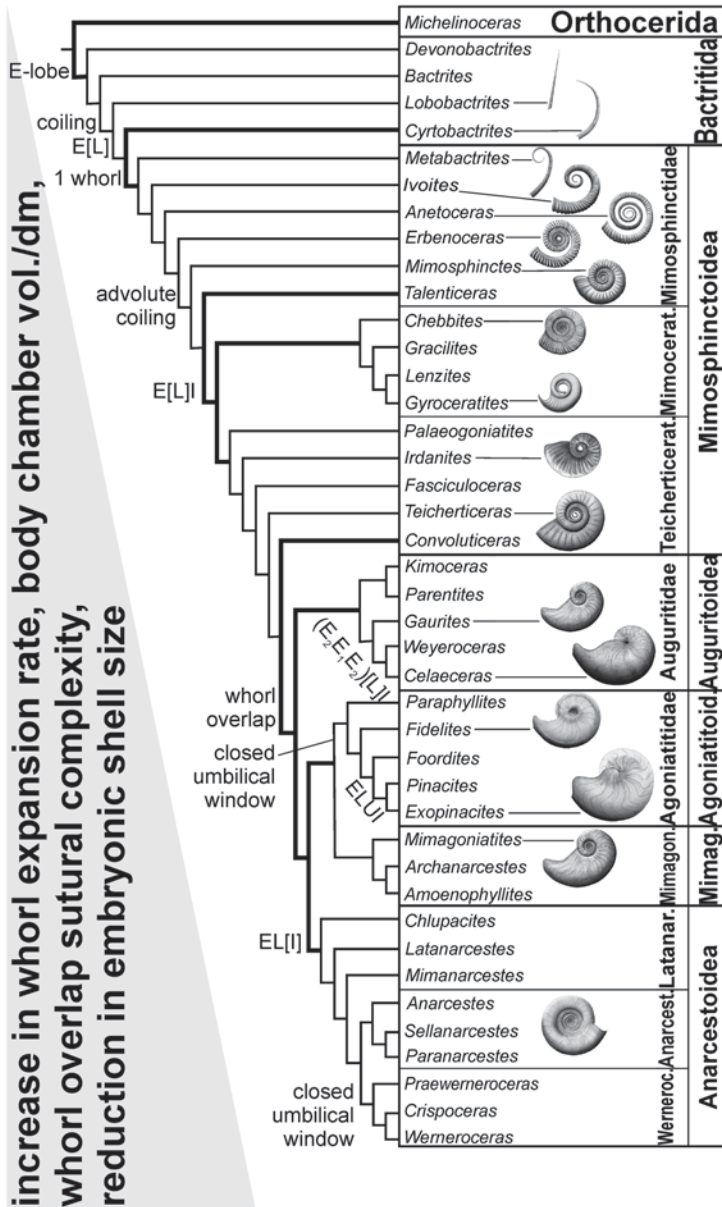 Michelinoceras
Orthocerida
Devonobactrites
Bactrites
Lobobactrites
Cyrtobactrites
Bactritida
E-lobe
coiling
E[L]
1 whorl
Metabactrites
Ivoites
Anetoceras
Erbenoceras
Mimosphinctes
Talenticeras
Mimosphinctidae
advolute
coiling
Chebbites
Gracilites
Lenzites
Gyroceratites
Mimocerat.
E[L]I
Palaeogoniatites
Irdanites
Fasciculoceras
Teicherticeras
Convoluticeras
Teicherticerat.
Mimosphinctoidea
Kimoceras
Parentites
Gaurites
Weyeroceras
Celaeceras
Auguritidae
Auguritoidea
(E₂E₁E₂)[L]I
whorl
overlap
closed
umbilical
window
Paraphyllites
Fidelites
Foordites
Pinacites
Exopinacites
Agoniatitidae
Agoniatitoid.
ELUI
Mimagoniatites
Archanarcestes
Amoenophyllites
Mimagon.
Mimag.
EL[I]
Chlupacites
Latanarcestes
Mimanarcestes
Latanar.
Anarcestes
Sellanarcestes
Paranarcestes
Anarcest.
closed
umbilical
window
Praewerneroceras
Crispoceras
Werneroceras
Werneroc.
Anarcestoidea
increase in whorl expansion rate, body chamber vol./dm,
whorl overlap sutural complexity,
reduction in embryonic shell size